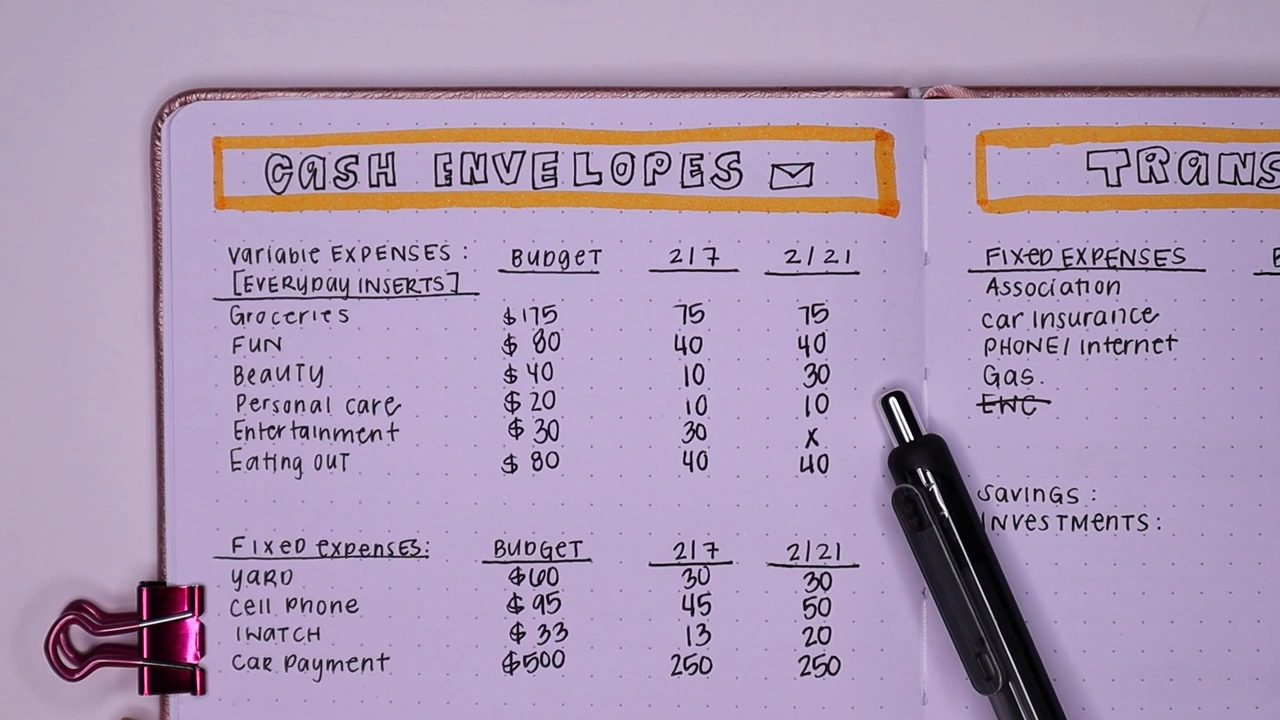 CASH ENVELOPES
Variable EXPENSES: BUDGET 2/7 2/21
[EVERYDAY INSERTS]
Groceries $175 75 75
FUN $ 80 40 40
BEAUTY $ 40 10 30
Personal care $ 20 10 10
Entertainment $ 30 30 X
Eating out $ 80 40 40
Fixed expenses: BUDGET 2/7 2/21
YARD $60 30 30
cell phone $ 95 45 50
IWATCH $ 33 13 20
Car Payment $500 250 250
TRANS
FIXED EXPENSES
Association
car Insurance
PHONE/ Internet
Gas
SAVINGS:
INVESTMENTS: